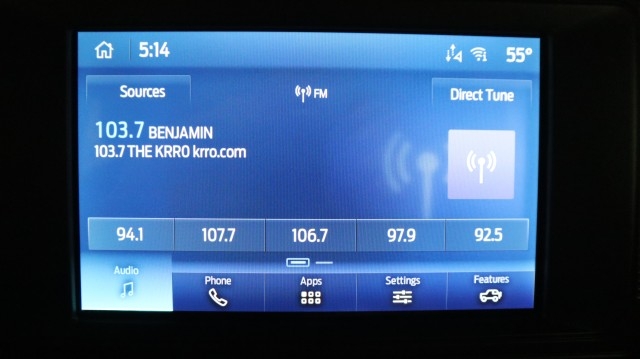 5:14 55°
Sources FM Direct Tune
103.7 BENJAMIN
103.7 THE KRRO krro.com
94.1 107.7 106.7 97.9 92.5
Audio Phone Apps Settings Features